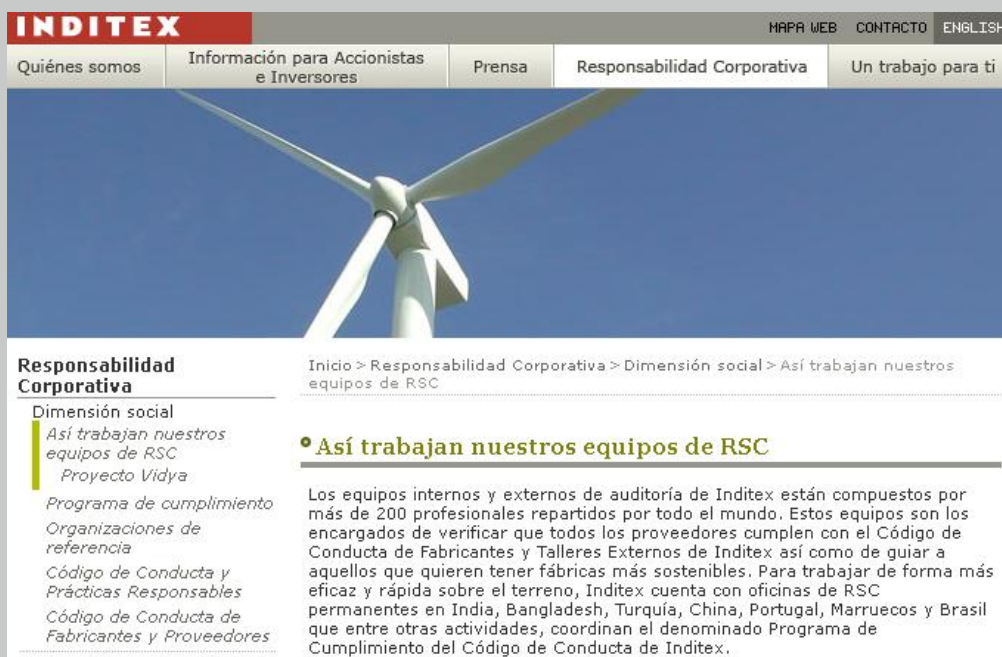 INDITEX
MAPA WEB CONTACTO ENGLISH
Quiénes somos
Información para Accionistas
e Inversores
Prensa
Responsabilidad Corporativa
Un trabajo para ti
Responsabilidad
Corporativa
Dimensión social
Así trabajan nuestros
equipos de RSC
Proyecto Vidya
Programa de cumplimiento
Organizaciones de
referencia
Código de Conducta y
Prácticas Responsables
Código de Conducta de
Fabricantes y Proveedores
Inicio > Responsabilidad Corporativa > Dimensión social > Así trabajan nuestros
equipos de RSC
Así trabajan nuestros equipos de RSC
Los equipos internos y externos de auditoría de Inditex están compuestos por
más de 200 profesionales repartidos por todo el mundo. Estos equipos son los
encargados de verificar que todos los proveedores cumplen con el Código de
Conducta de Fabricantes y Talleres Externos de Inditex así como de guiar a
aquellos que quieren tener fábricas más sostenibles. Para trabajar de forma más
eficaz y rápida sobre el terreno, Inditex cuenta con oficinas de RSC
permanentes en India, Bangladesh, Turquía, China, Portugal, Marruecos y Brasil
que entre otras actividades, coordinan el denominado Programa de
Cumplimiento del Código de Conducta de Inditex.